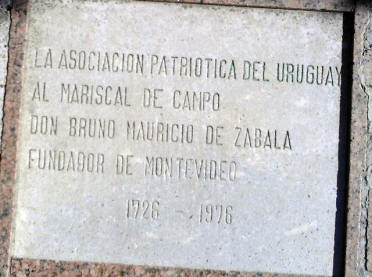 LA ASOCIACION PATRIOTICA DEL URUGUAY
AL MARISCAL DE CAMPO
DON BRUNO MAURICIO DE ZABALA
FUNDADOR DE MONTEVIDEO
1726 - 1976